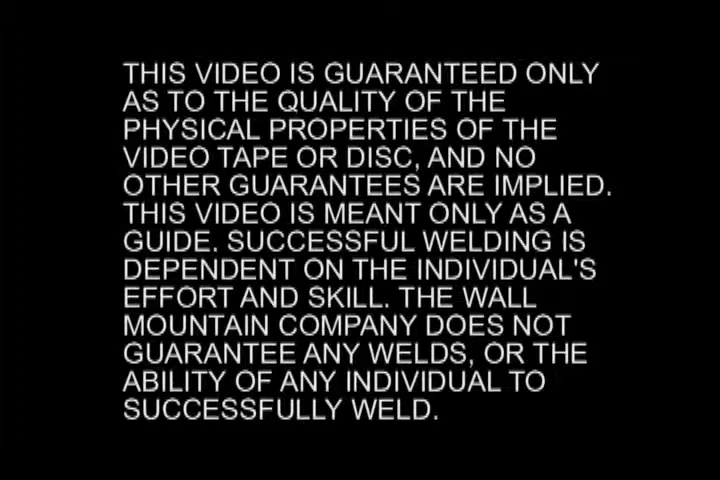 THIS VIDEO IS GUARANTEED ONLY
AS TO THE QUALITY OF THE
PHYSICAL PROPERTIES OF THE
VIDEO TAPE OR DISC, AND NO
OTHER GUARANTEES ARE IMPLIED.
THIS VIDEO IS MEANT ONLY AS A
GUIDE. SUCCESSFUL WELDING IS
DEPENDENT ON THE INDIVIDUAL'S
EFFORT AND SKILL. THE WALL
MOUNTAIN COMPANY DOES NOT
GUARANTEE ANY WELDS, OR THE
ABILITY OF ANY INDIVIDUAL TO
SUCCESSFULLY WELD.